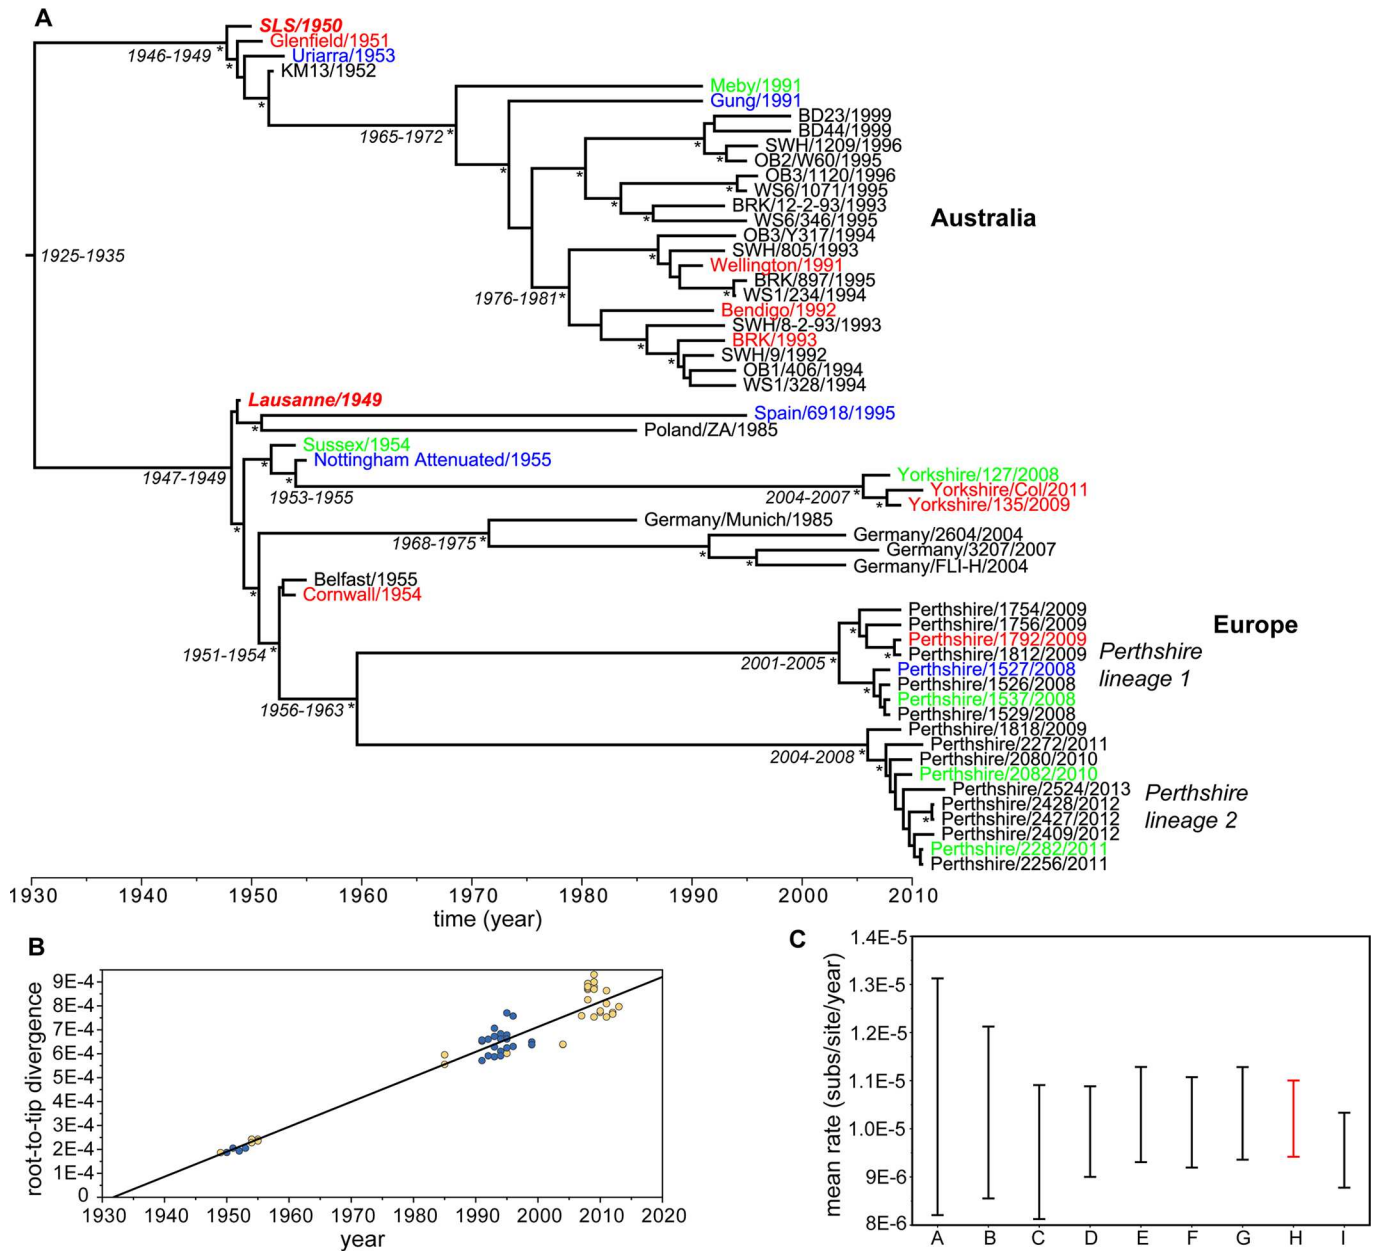 A
SLS/1950
1946-1949
Glenfield/1951
Uriarra/1953
KM13/1952
Meby/1991
Gung/1991
BD23/1999
1965-1972
BD44/1999
SWH/1209/1996
OB2/W60/1995
OB3/1120/1996
WS6/1071/1995
BRK/12-2-93/1993
WS6/346/1995
Australia
OB3/Y317/1994
SWH/805/1993
1925-1935
Wellington/1991
BRK/897/1995
WS1/234/1994
1976-1981
Bendigo/1992
SWH/8-2-93/1993
BRK/1993
SWH/9/1992
OB1/406/1994
WS1/328/1994
Lausanne/1949
Spain/6918/1995
Poland/ZA/1985
Sussex/1954
Nottingham Attenuated/1955
1947-1949
Yorkshire/127/2008
Yorkshire/Col/2011
1953-1955
2004-2007
Yorkshire/135/2009
Germany/Munich/1985
Germany/2604/2004
1968-1975
Germany/3207/2007
Germany/FLI-H/2004
Belfast/1955
Cornwall/1954
Perthshire/1754/2009
Perthshire/1756/2009
Europe
Perthshire/1792/2009
1951-1954
Perthshire/1812/2009
Perthshire
2001-2005
Perthshire/1527/2008
lineage 1
Perthshire/1526/2008
Perthshire/1537/2008
1956-1963
Perthshire/1529/2008
Perthshire/1818/2009
Perthshire/2272/2011
2004-2008
Perthshire/2080/2010
Perthshire/2082/2010
Perthshire/2524/2013
Perthshire
Perthshire/2428/2012
Perthshire/2427/2012
lineage 2
Perthshire/2409/2012
Perthshire/2282/2011
Perthshire/2256/2011
1930 1940 1950 1960 1970 1980 1990 2000 2010
time (year)
B
root-to-tip divergence
9E-4
8E-4
7E-4
6E-4
5E-4
4E-4
3E-4
2E-4
1E-4
0
1930 1940 1950 1960 1970 1980 1990 2000 2010 2020
year
C
mean rate (subs/site/year)
1.4E-5
1.3E-5
1.2E-5
1.1E-5
1.0E-5
9E-6
8E-6
A B C D E F G H I